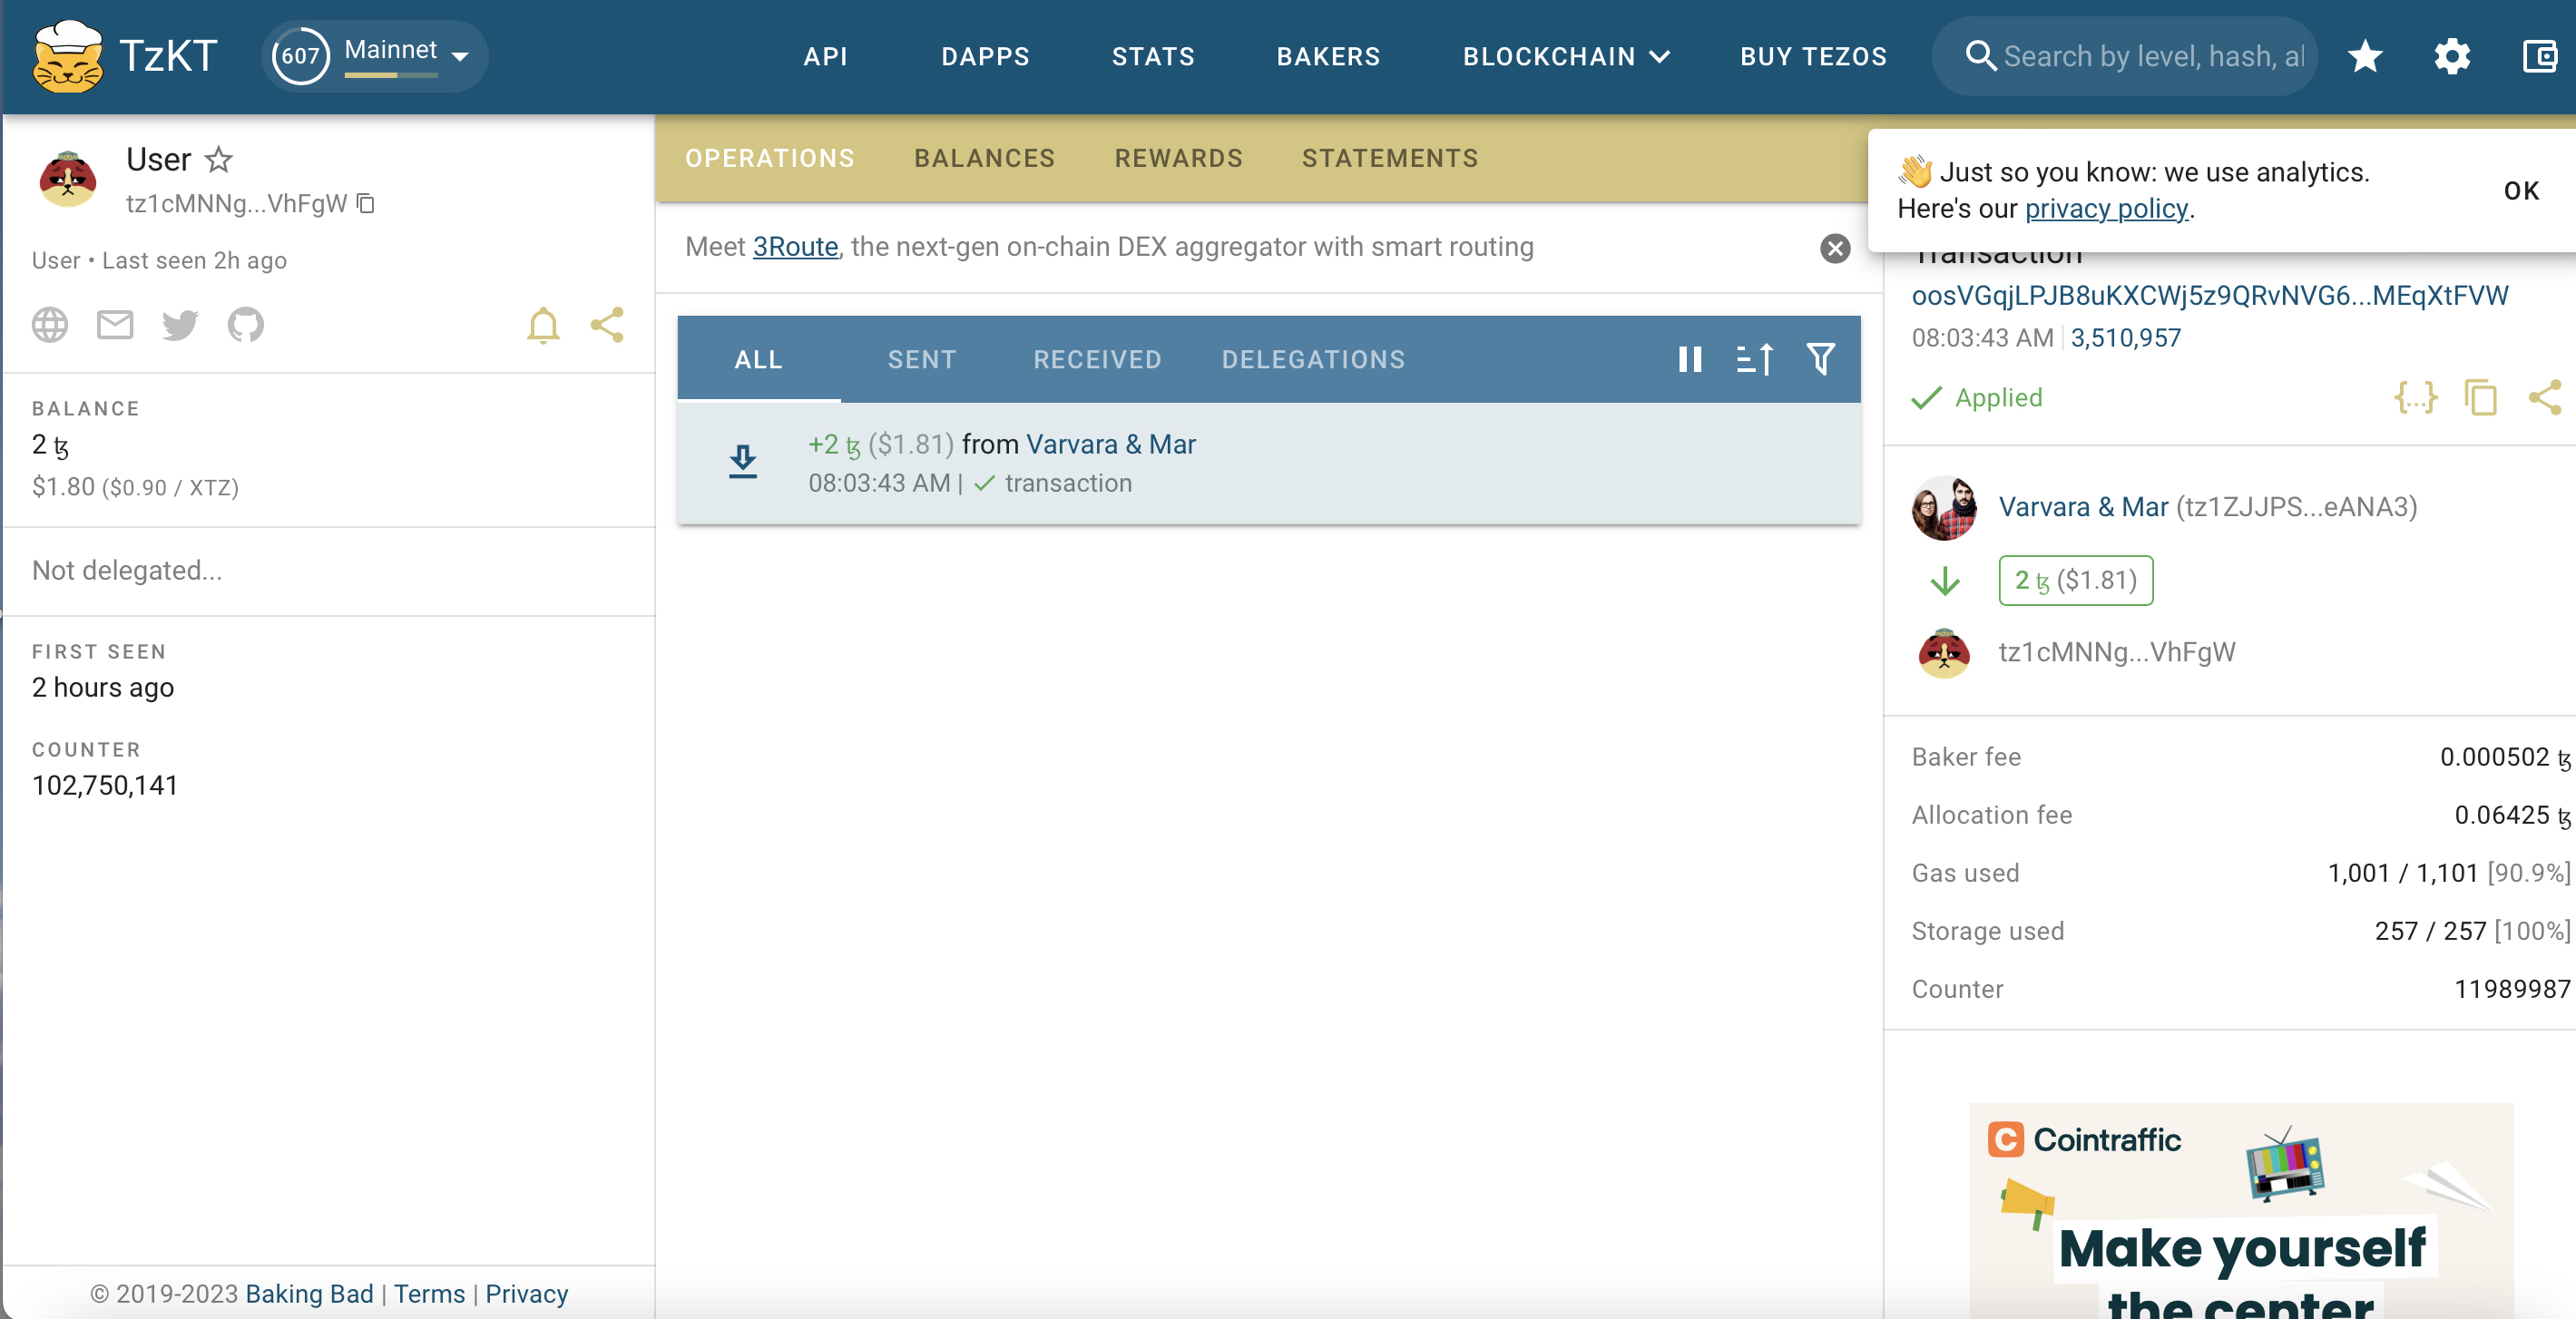 TzKT
607
Mainnet
API
DAPPS
STATS
BAKERS
BLOCKCHAIN
BUY TEZOS
Search by level, hash, al
User
tz1cMNNg...VhFgW
User • Last seen 2h ago
BALANCE
2 ꜩ
$1.80 ($0.90 / XTZ)
Not delegated...
FIRST SEEN
2 hours ago
COUNTER
102,750,141
© 2019-2023 Baking Bad | Terms | Privacy
OPERATIONS
BALANCES
REWARDS
STATEMENTS
Meet 3Route, the next-gen on-chain DEX aggregator with smart routing
ALL
SENT
RECEIVED
DELEGATIONS
+2 ꜩ ($1.81) from Varvara & Mar
08:03:43 AM | transaction
👋 Just so you know: we use analytics.
Here's our privacy policy.
OK
Transaction
oosVGqjLPJB8uKXCWj5z9QRvNVG6...MEqXtFVW
08:03:43 AM | 3,510,957
Applied
{...}
Varvara & Mar (tz1ZJJPS...eANA3)
2 ꜩ ($1.81)
tz1cMNNg...VhFgW
Baker fee 0.000502 ꜩ
Allocation fee 0.06425 ꜩ
Gas used 1,001 / 1,101 [90.9%]
Storage used 257 / 257 [100%]
Counter 11989987
Cointraffic
Make yourself
the center